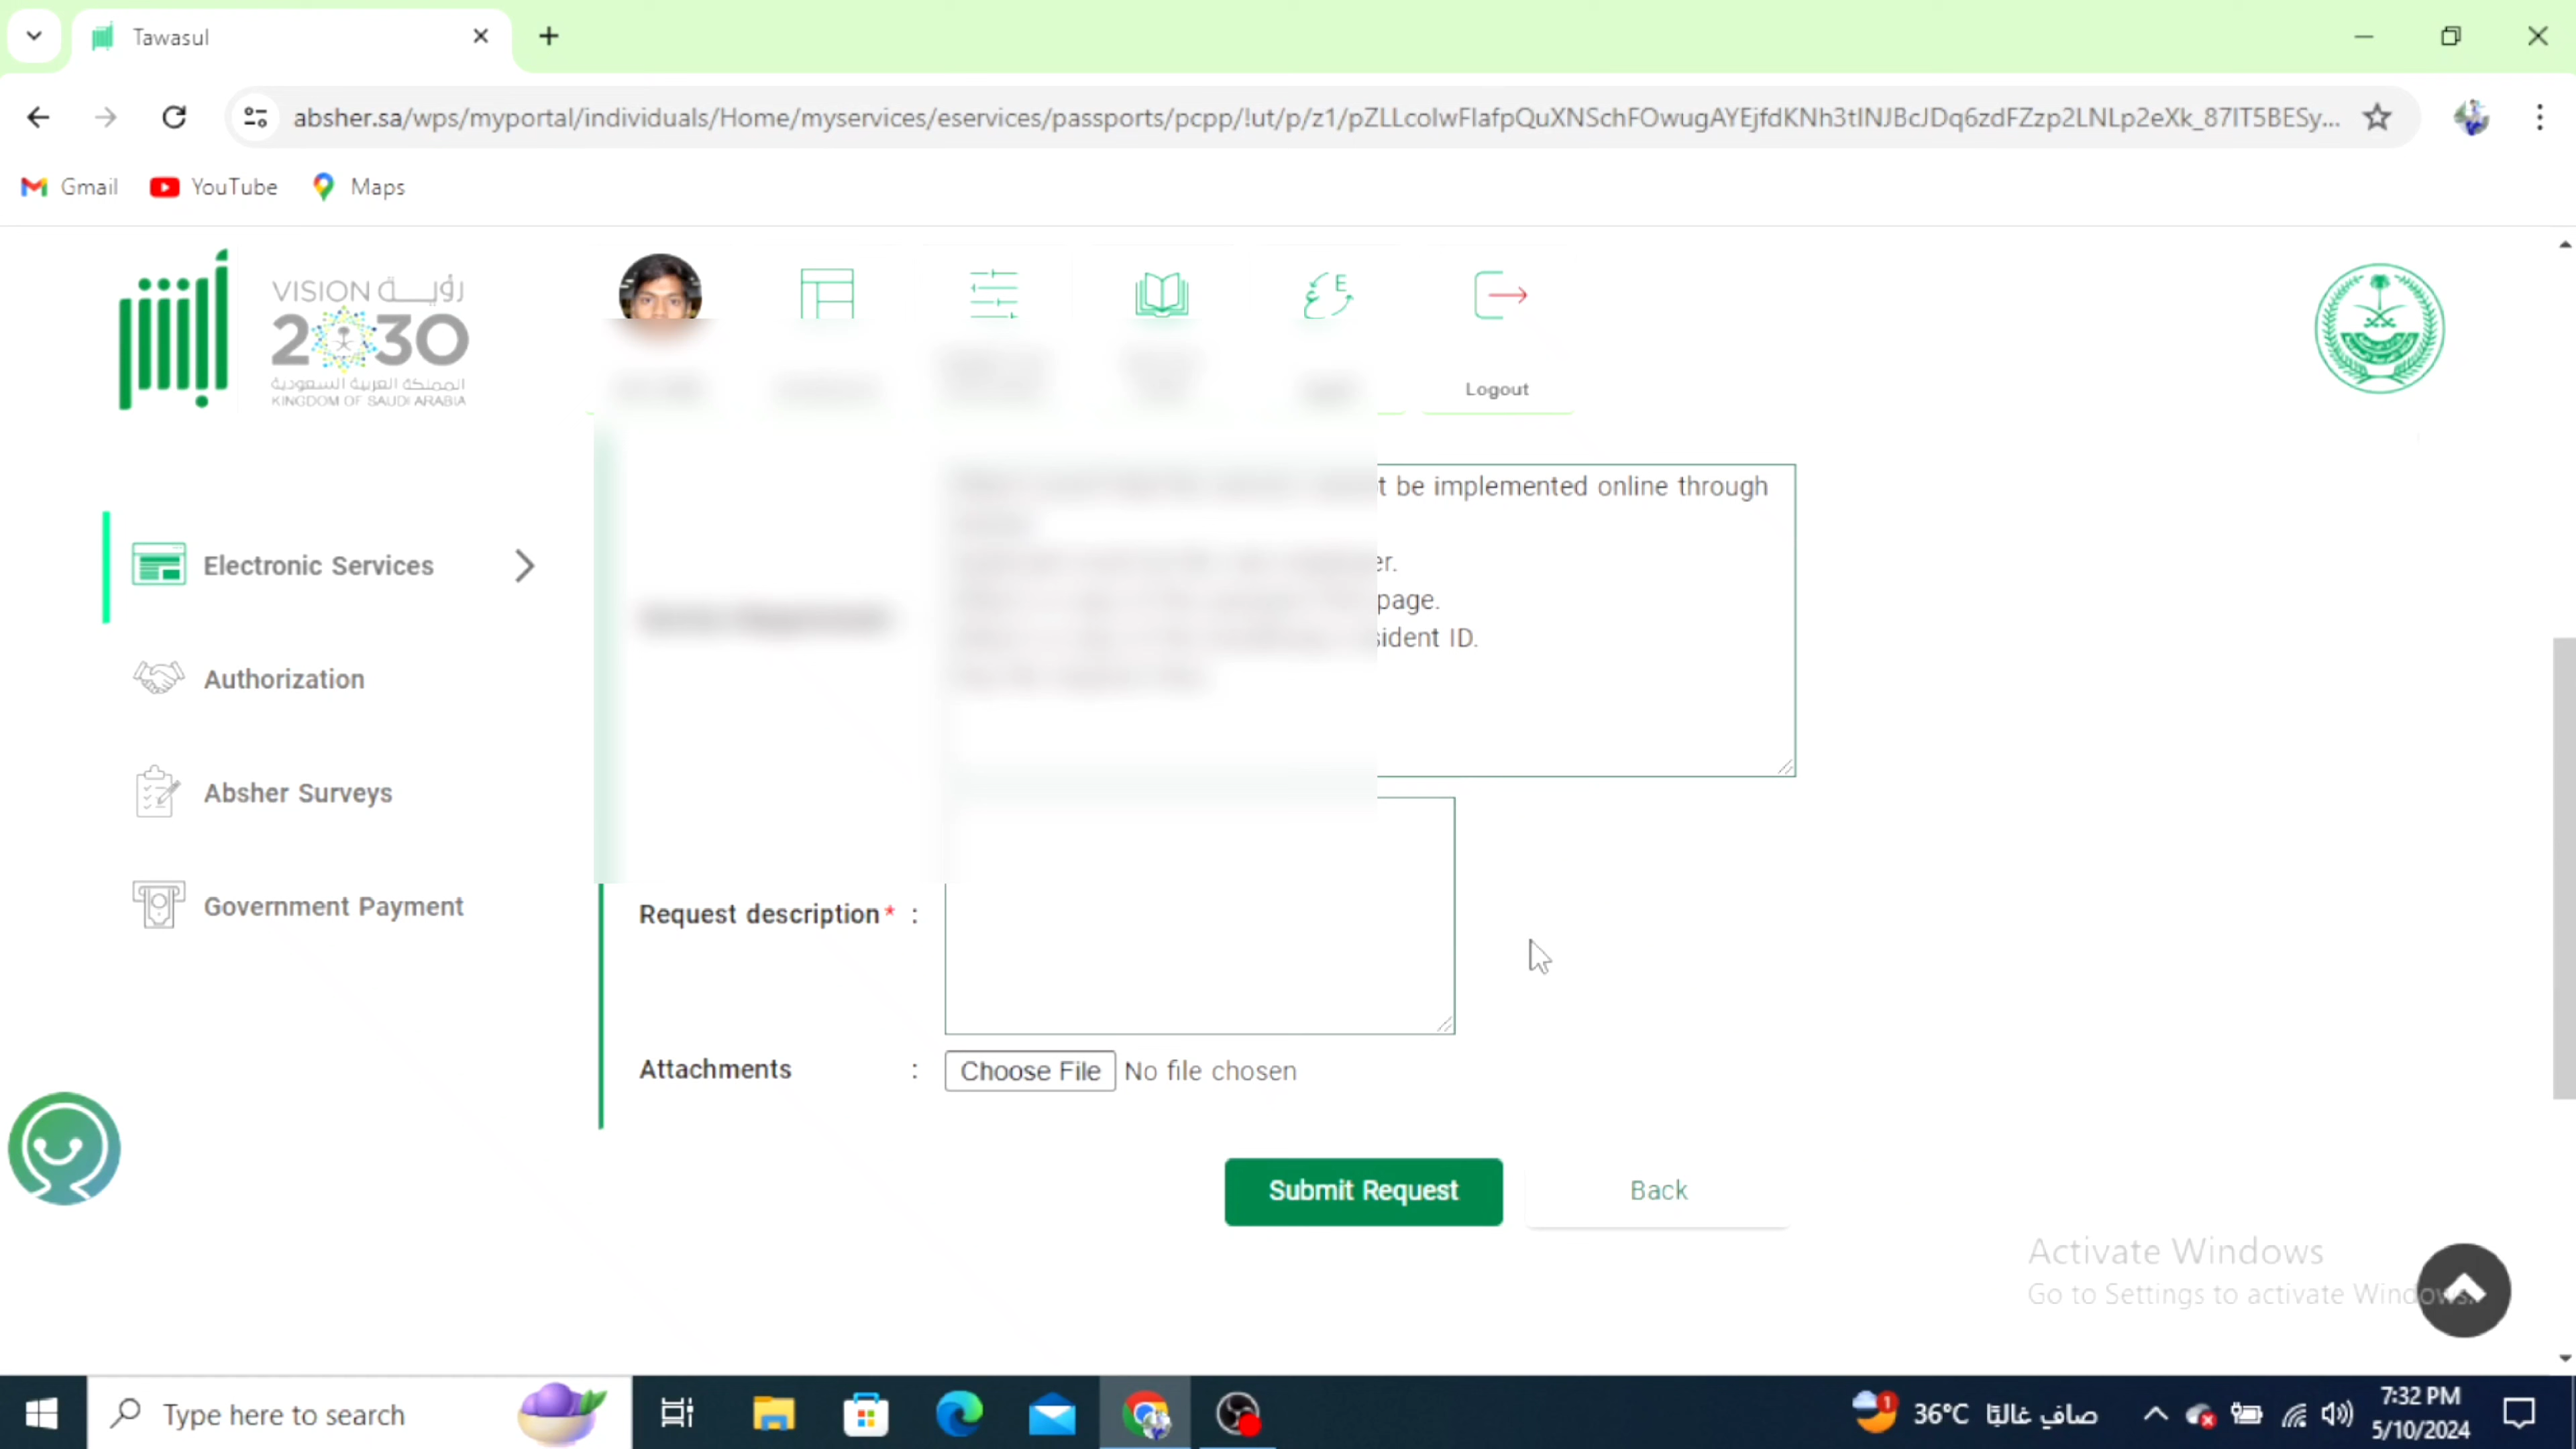 Tawasul
absher.sa/wps/myportal/individuals/Home/myservices/eservices/passports/pcpp/!ut/p/z1/pZLLcolwFIafpQuXNSchFOwugAYEjfdKNh3tINJBcJDq6zdFZzp2LNLp2eXk_87IT5BESy...
Gmail
YouTube
Maps
VISION رؤيــة
2030
المملكة العربية السعودية
KINGDOM OF SAUDI ARABIA
E
ع
Logout
be implemented online through
er.
page.
ID.
Electronic Services
Authorization
Absher Surveys
Government Payment
Request description* :
Attachments :
Choose File No file chosen
Submit Request
Back
Activate Windows
Go to Settings to activate Windows.
Type here to search
1
36°C صافٍ غالبًا
7:32 PM
5/10/2024